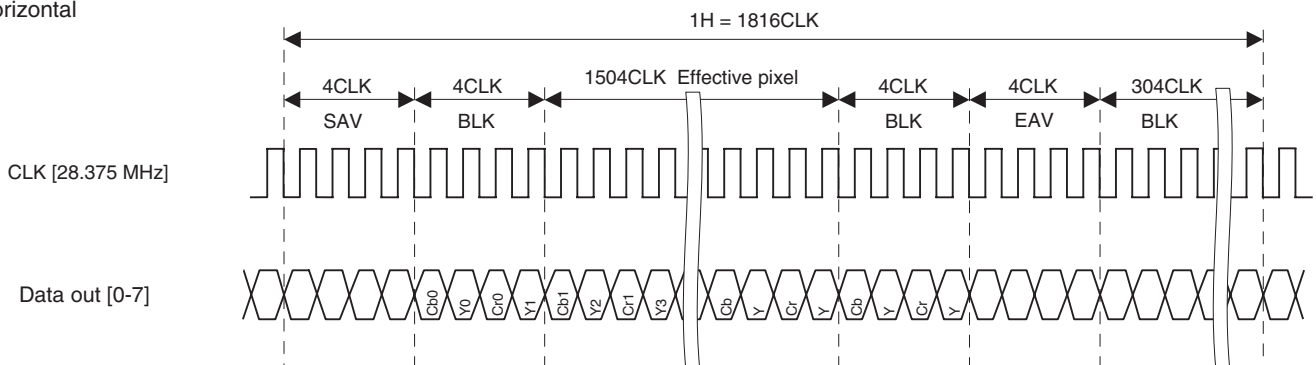 orizontal
1H = 1816CLK
4CLK 4CLK 1504CLK Effective pixel 4CLK 4CLK 304CLK
SAV BLK BLK EAV BLK
CLK [28.375 MHz]
Data out [0-7]
Cb0 Y0 Cr0 Y1 Cb1 Y2 Cr1 Y3 Cb Y Cr Y Cb Y Cr Y